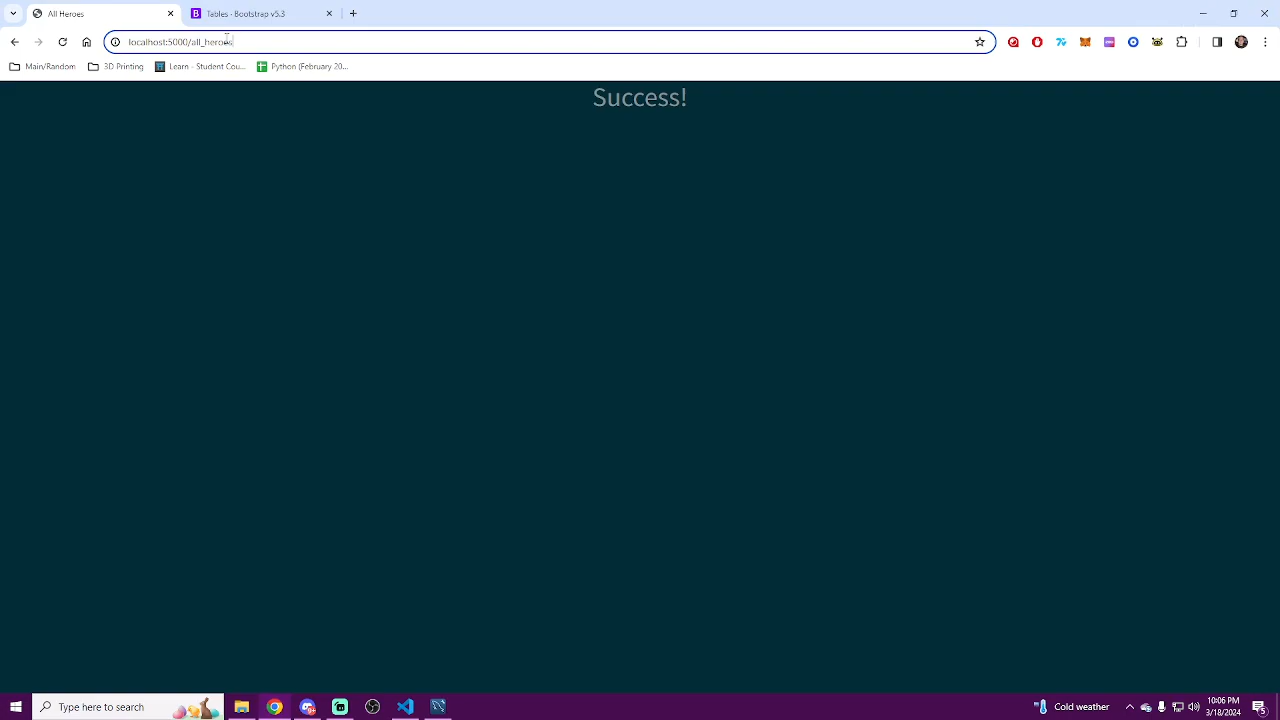 All Heroes
Tables · Bootstrap v5.3
localhost:5000/all_heroes
Main/Random
3D Printing
Learn - Student Cou...
Python (February 20...
Success!
Type here to search
Cold weather
10:06 PM
3/18/2024